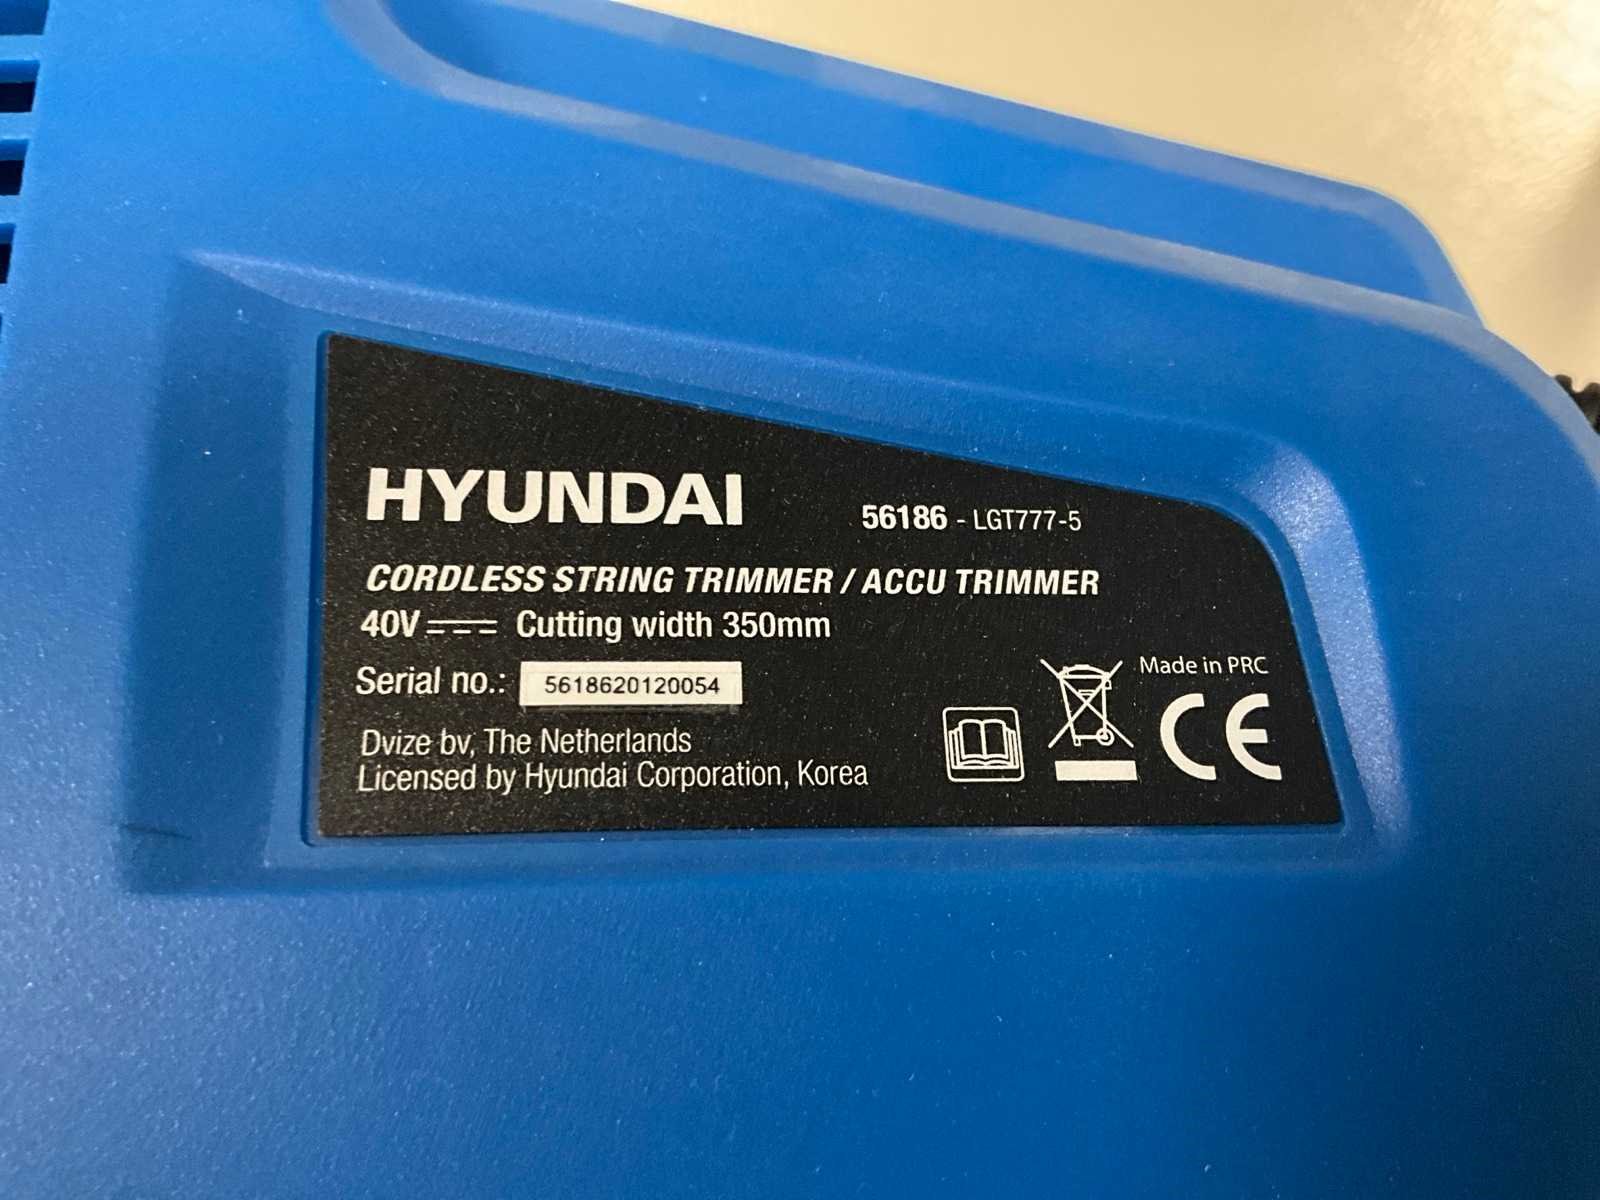 HYUNDAI 56186 - LGT777-5
CORDLESS STRING TRIMMER / ACCU TRIMMER
40V Cutting width 350mm
Serial no.: 5618620120054
Made in PRC
Dvize bv, The Netherlands
Licensed by Hyundai Corporation, Korea
CE